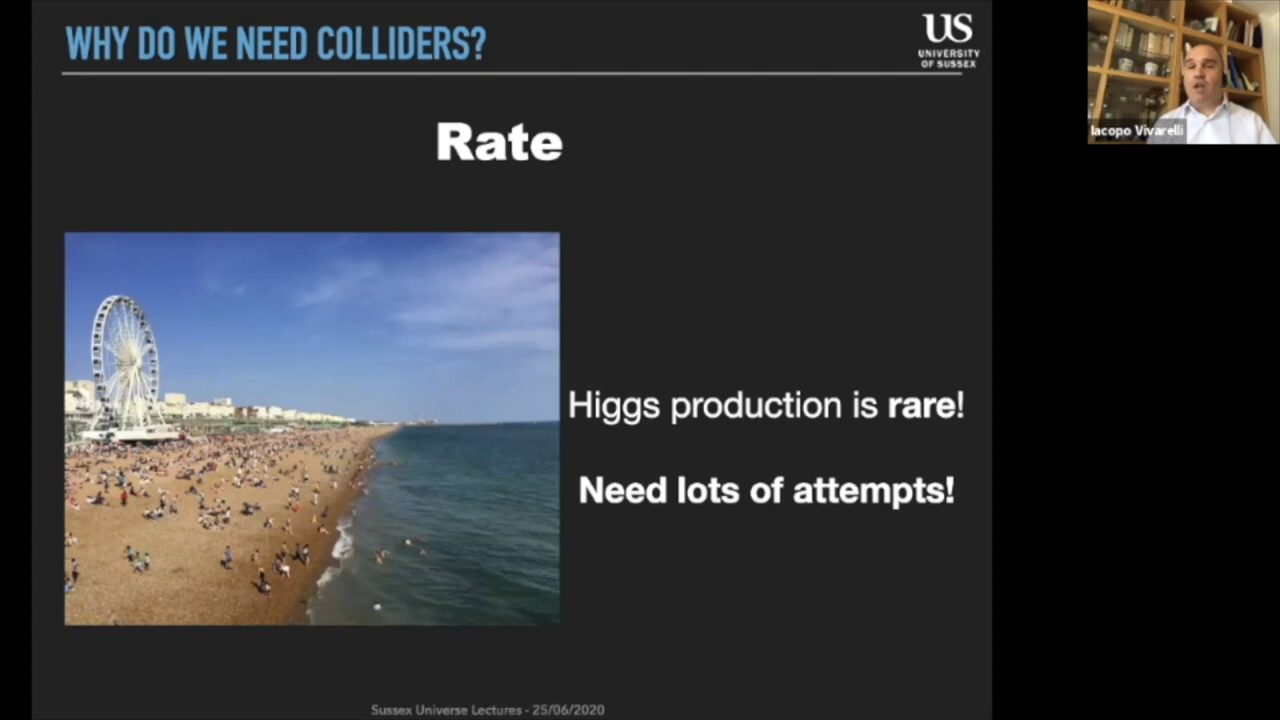 WHY DO WE NEED COLLIDERS?
US
UNIVERSITY
OF SUSSEX
Iacopo Vivarelli
Rate
Higgs production is rare!
Need lots of attempts!
Sussex Universe Lectures - 25/06/2020